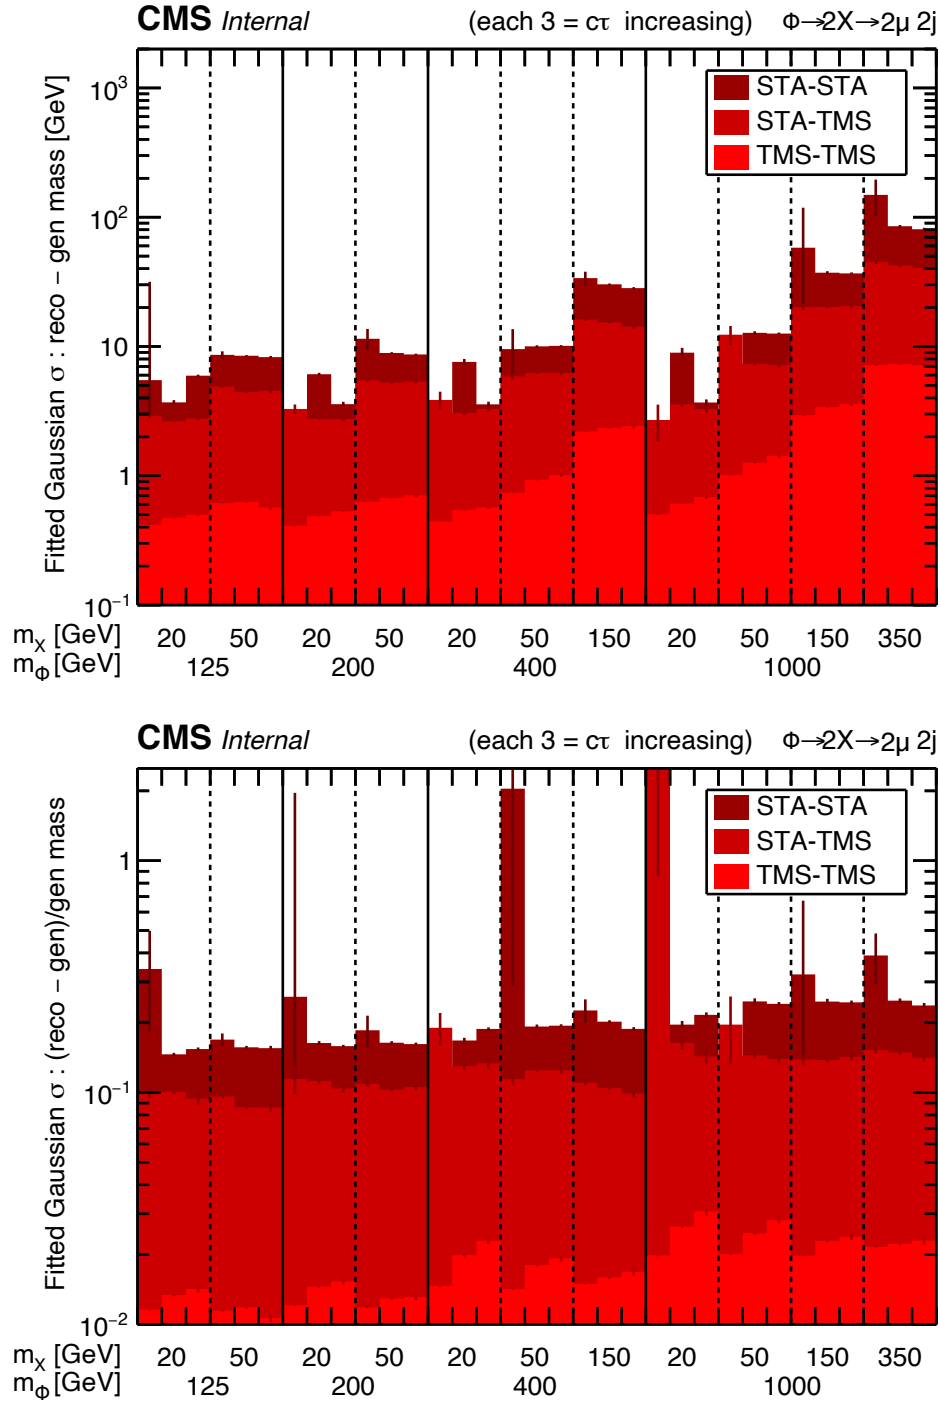 CMS Internal (each 3 = cτ increasing) Φ→2X→2μ 2j
Fitted Gaussian σ : reco − gen mass [GeV]
STA-STA
STA-TMS
TMS-TMS
10³
10²
10
1
10⁻¹
m_X [GeV] 20 50 20 50 20 50 150 20 50 150 350
m_Φ [GeV] 125 200 400 1000
CMS Internal (each 3 = cτ increasing) Φ→2X→2μ 2j
Fitted Gaussian σ : (reco − gen)/gen mass
STA-STA
STA-TMS
TMS-TMS
1
10⁻¹
10⁻²
m_X [GeV] 20 50 20 50 20 50 150 20 50 150 350
m_Φ [GeV] 125 200 400 1000